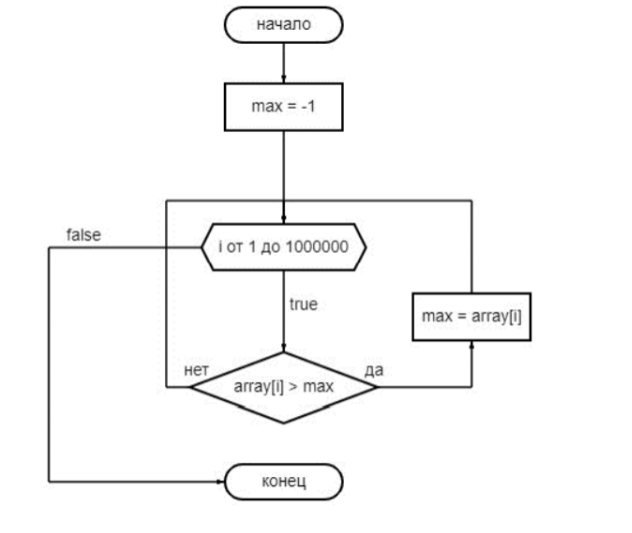 начало
max = -1
false
i от 1 до 1000000
true
max = array[i]
нет
да
array[i] > max
конец